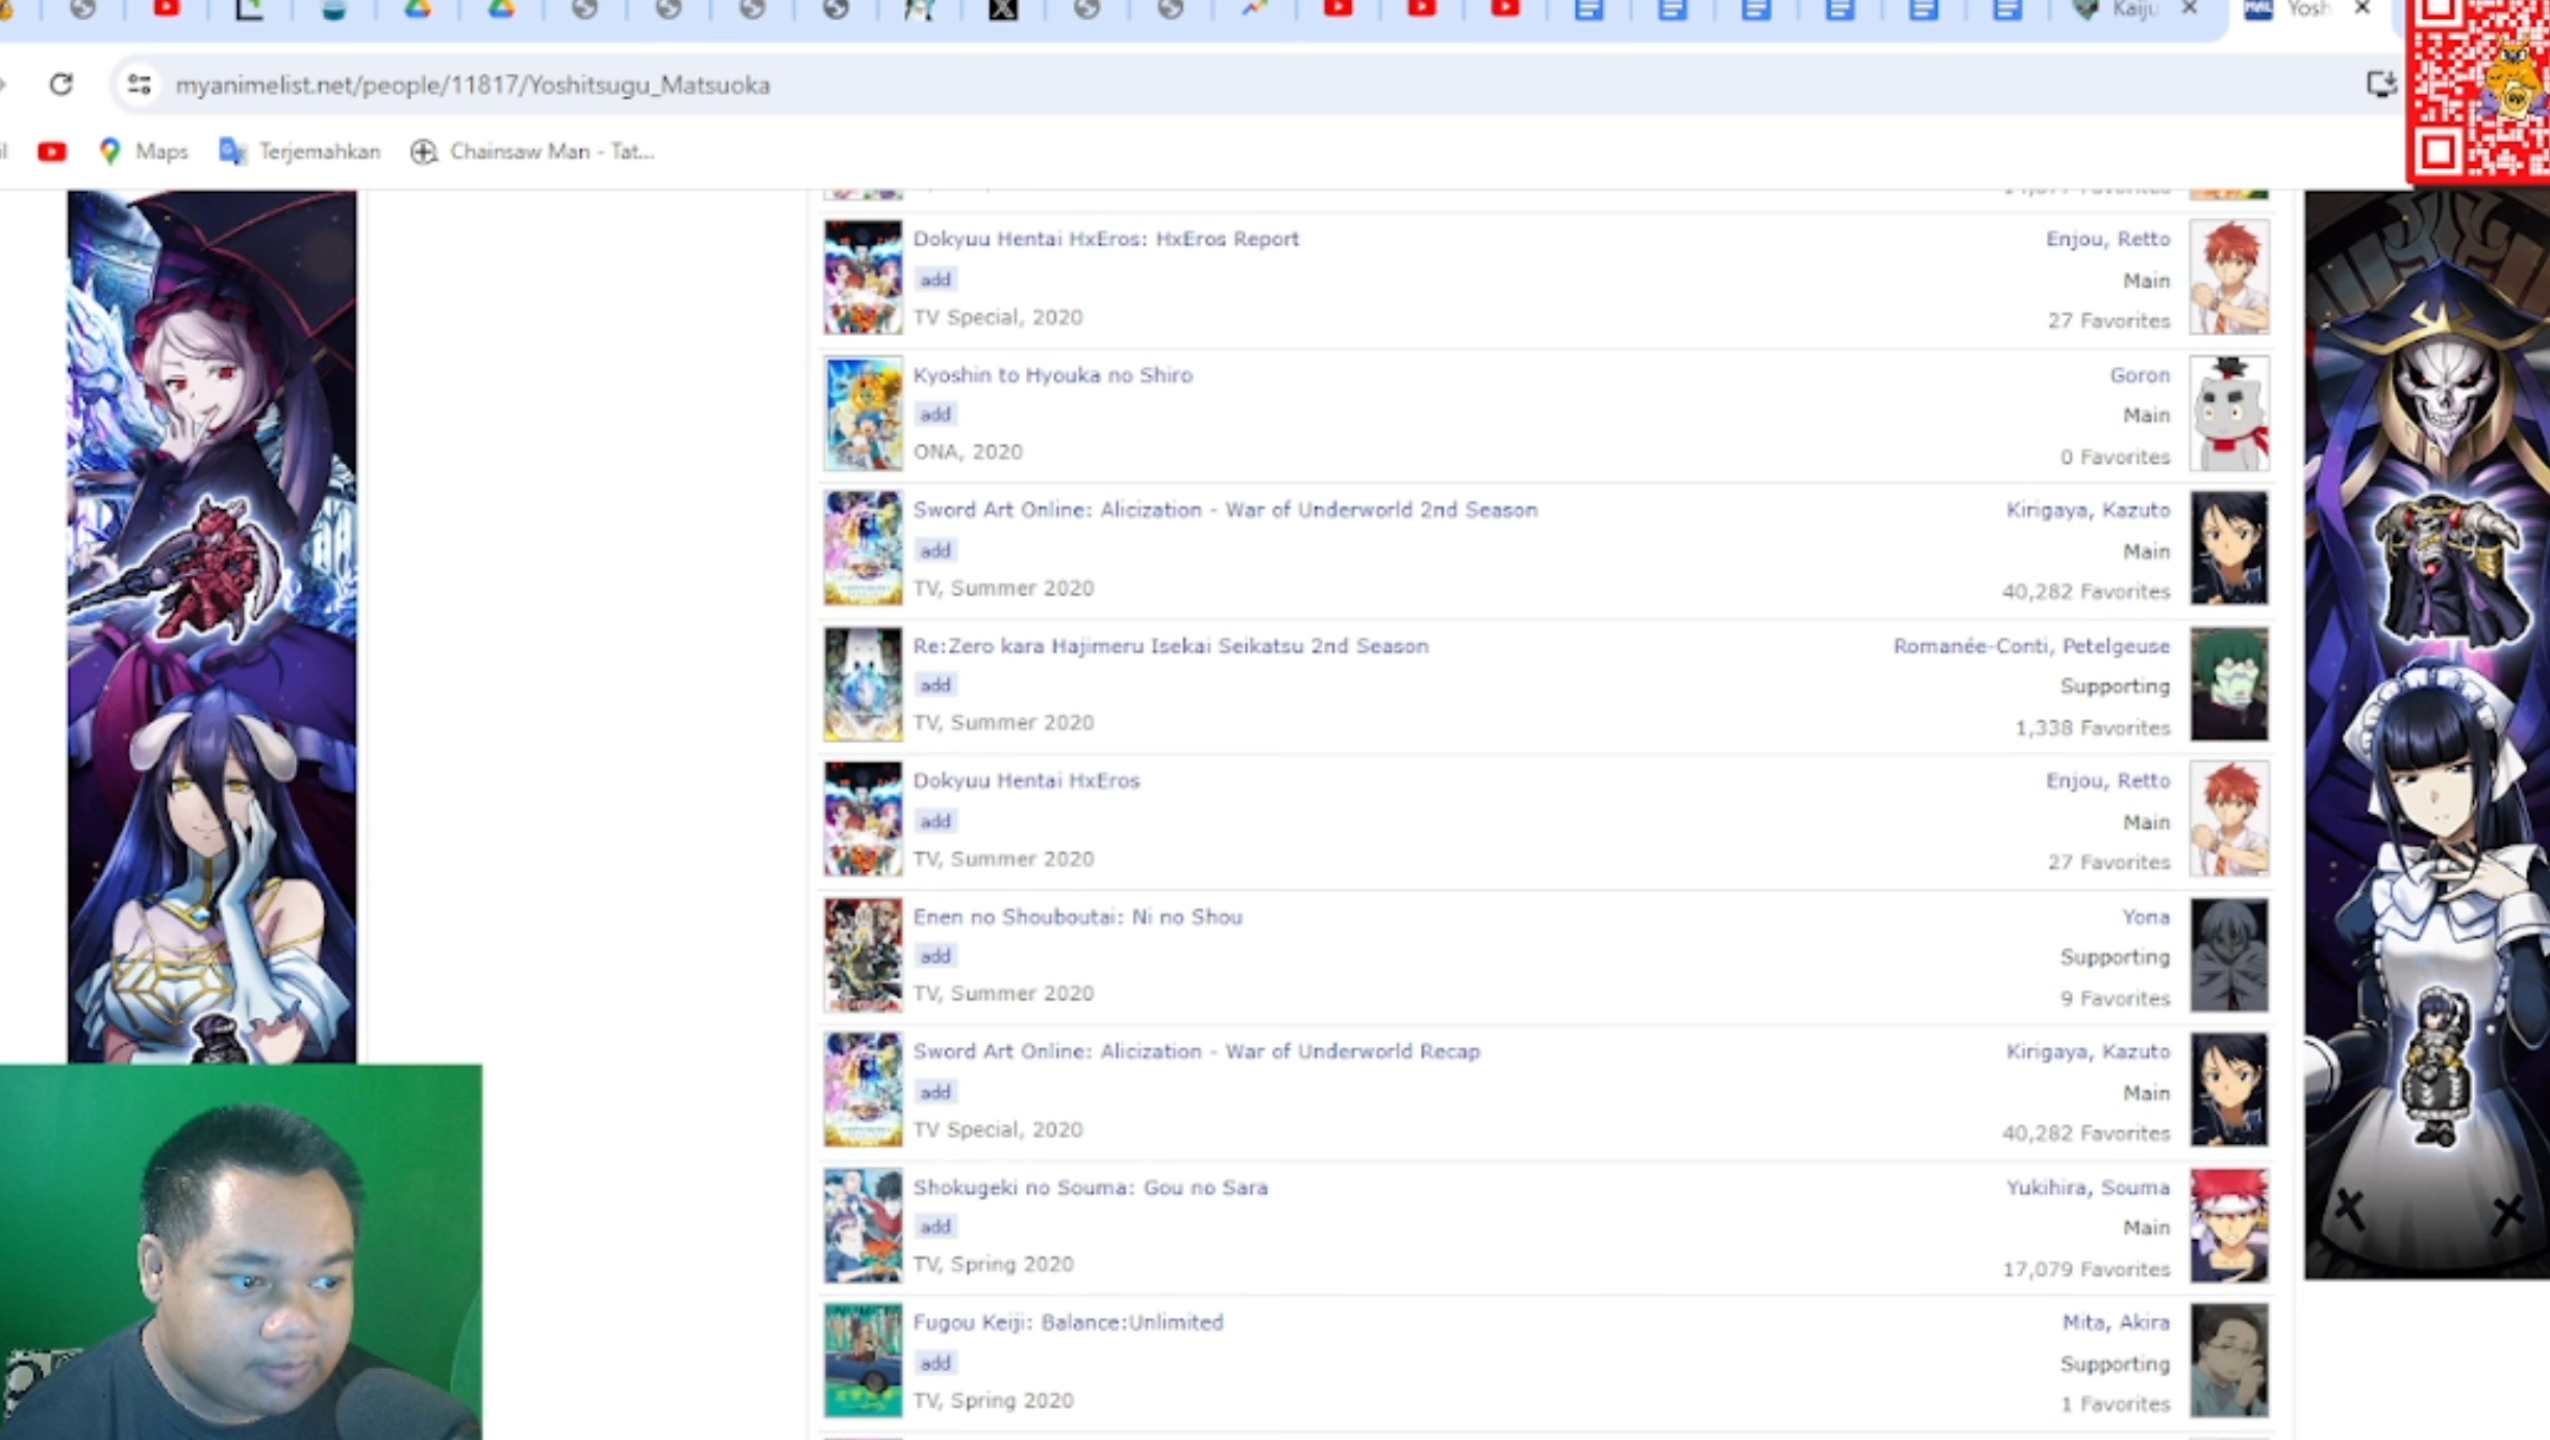 Kaiju
MAL
Yosh
myanimelist.net/people/11817/Yoshitsugu_Matsuoka
Maps
Terjemahkan
Chainsaw Man - Tat...
Dokyuu Hentai HxEros: HxEros Report
Enjou, Retto
add
Main
TV Special, 2020
27 Favorites
Kyoshin to Hyouka no Shiro
Goron
add
Main
ONA, 2020
0 Favorites
Sword Art Online: Alicization - War of Underworld 2nd Season
Kirigaya, Kazuto
add
Main
TV, Summer 2020
40,282 Favorites
Re:Zero kara Hajimeru Isekai Seikatsu 2nd Season
Romanée-Conti, Petelgeuse
add
Supporting
TV, Summer 2020
1,338 Favorites
Dokyuu Hentai HxEros
Enjou, Retto
add
Main
TV, Summer 2020
27 Favorites
Enen no Shouboutai: Ni no Shou
Yona
add
Supporting
TV, Summer 2020
9 Favorites
Sword Art Online: Alicization - War of Underworld Recap
Kirigaya, Kazuto
add
Main
TV Special, 2020
40,282 Favorites
Shokugeki no Souma: Gou no Sara
Yukihira, Souma
add
Main
TV, Spring 2020
17,079 Favorites
Fugou Keiji: Balance:Unlimited
Mita, Akira
add
Supporting
TV, Spring 2020
1 Favorites